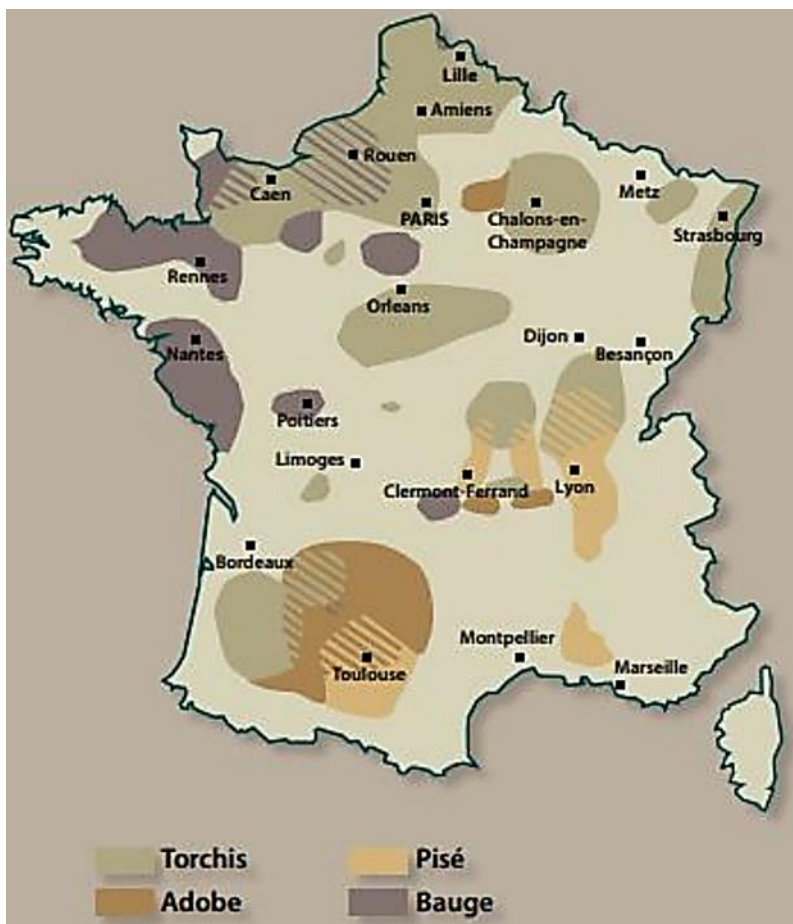 Lille
Amiens
Rouen
Caen
PARIS
Chalons-en-
Champagne
Metz
Strasbourg
Rennes
Orleans
Nantes
Dijon
Besançon
Poitiers
Limoges
Clermont-Ferrand
Lyon
Bordeaux
Montpellier
Toulouse
Marseille
Torchis
Pisé
Adobe
Bauge